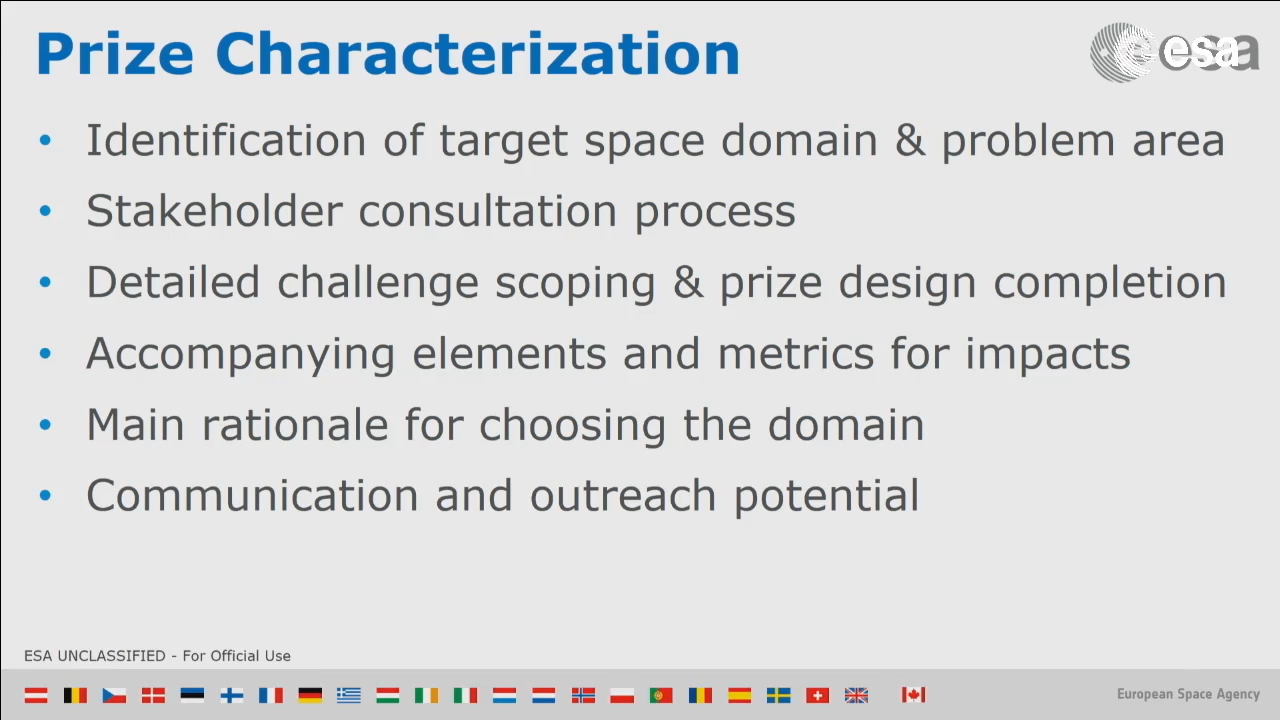 Prize Characterization
esa
esa
• Identification of target space domain & problem area
• Stakeholder consultation process
• Detailed challenge scoping & prize design completion
• Accompanying elements and metrics for impacts
• Main rationale for choosing the domain
• Communication and outreach potential
ESA UNCLASSIFIED - For Official Use
European Space Agency